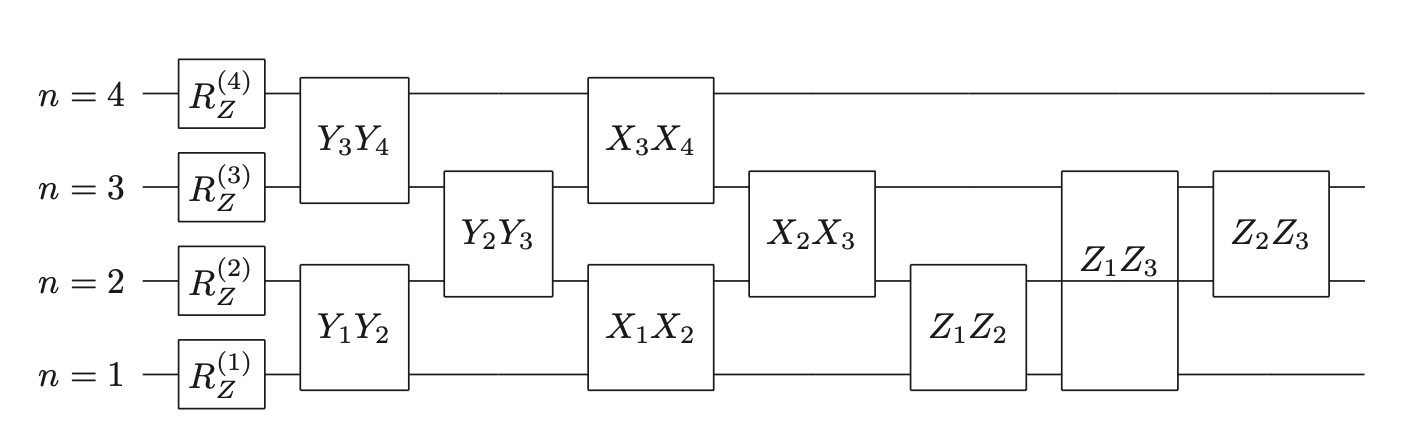 n = 4 R_Z^{(4)} Y_3Y_4 X_3X_4
n = 3 R_Z^{(3)} Y_2Y_3 X_2X_3 Z_1Z_3 Z_2Z_3
n = 2 R_Z^{(2)} Y_1Y_2 X_1X_2 Z_1Z_2
n = 1 R_Z^{(1)}